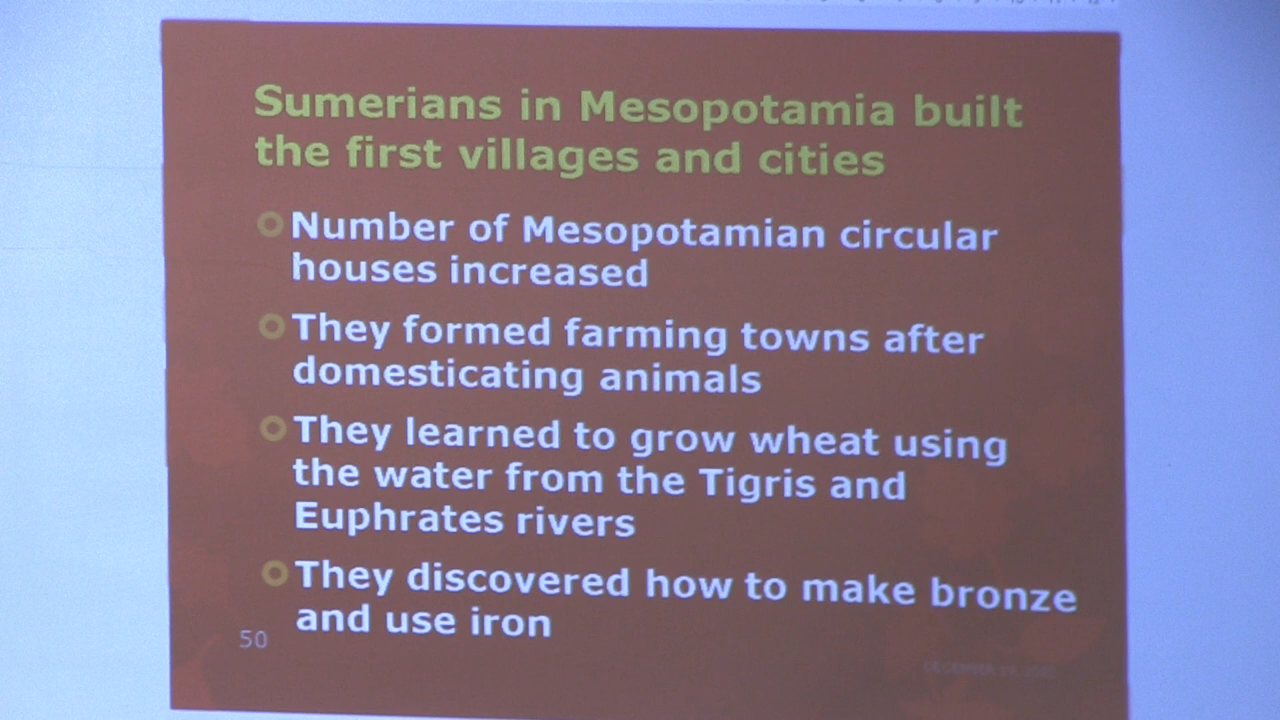 Sumerians in Mesopotamia built
the first villages and cities
Number of Mesopotamian circular
houses increased
They formed farming towns after
domesticating animals
They learned to grow wheat using
the water from the Tigris and
Euphrates rivers
They discovered how to make bronze
and use iron
50